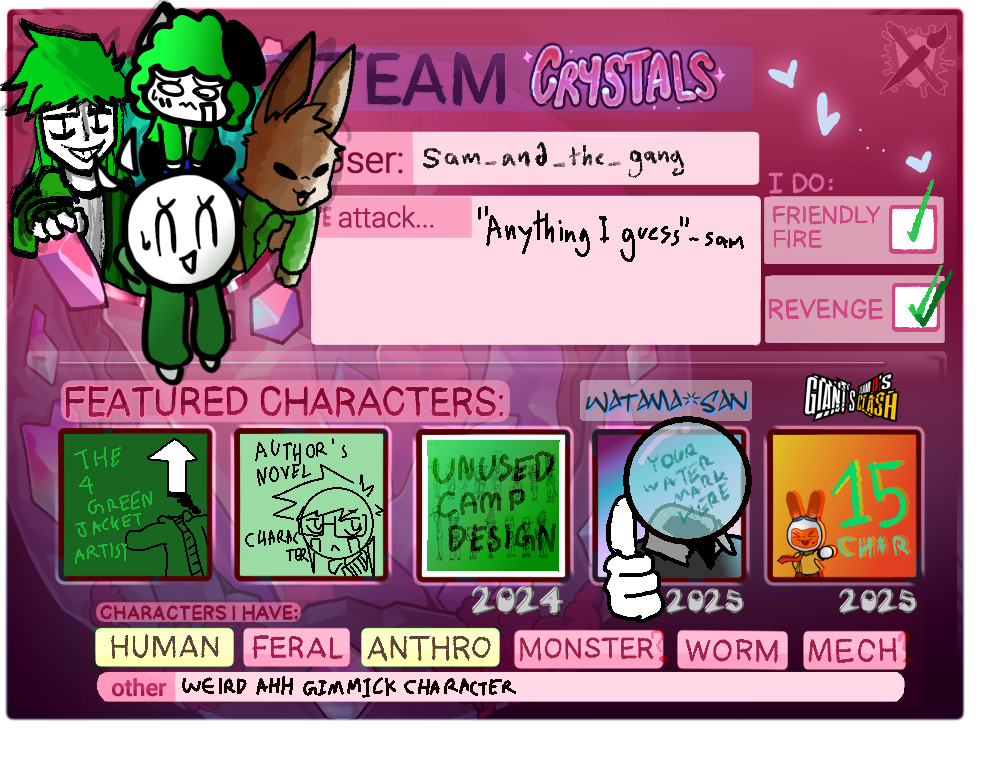 TEAM CRYSTALS
user: sam_and_the_gang
attack... "Anything I guess"-sam
I DO:
FRIENDLY
FIRE
REVENGE
FEATURED CHARACTERS:
WATAMA*SAN
GIANT'S CLASH
THE
4
GREEN
JACKET
ARTIST
AUTHOR'S
NOVEL
CHARAC
TER
UNUSED
CAMP
DESIGN
YOUR
WATER
MARK
HERE
15
CHAR
2024
2025
2025
CHARACTERS I HAVE:
HUMAN FERAL ANTHRO MONSTER? WORM MECH?
other WEIRD AHH GIMMICK CHARACTER